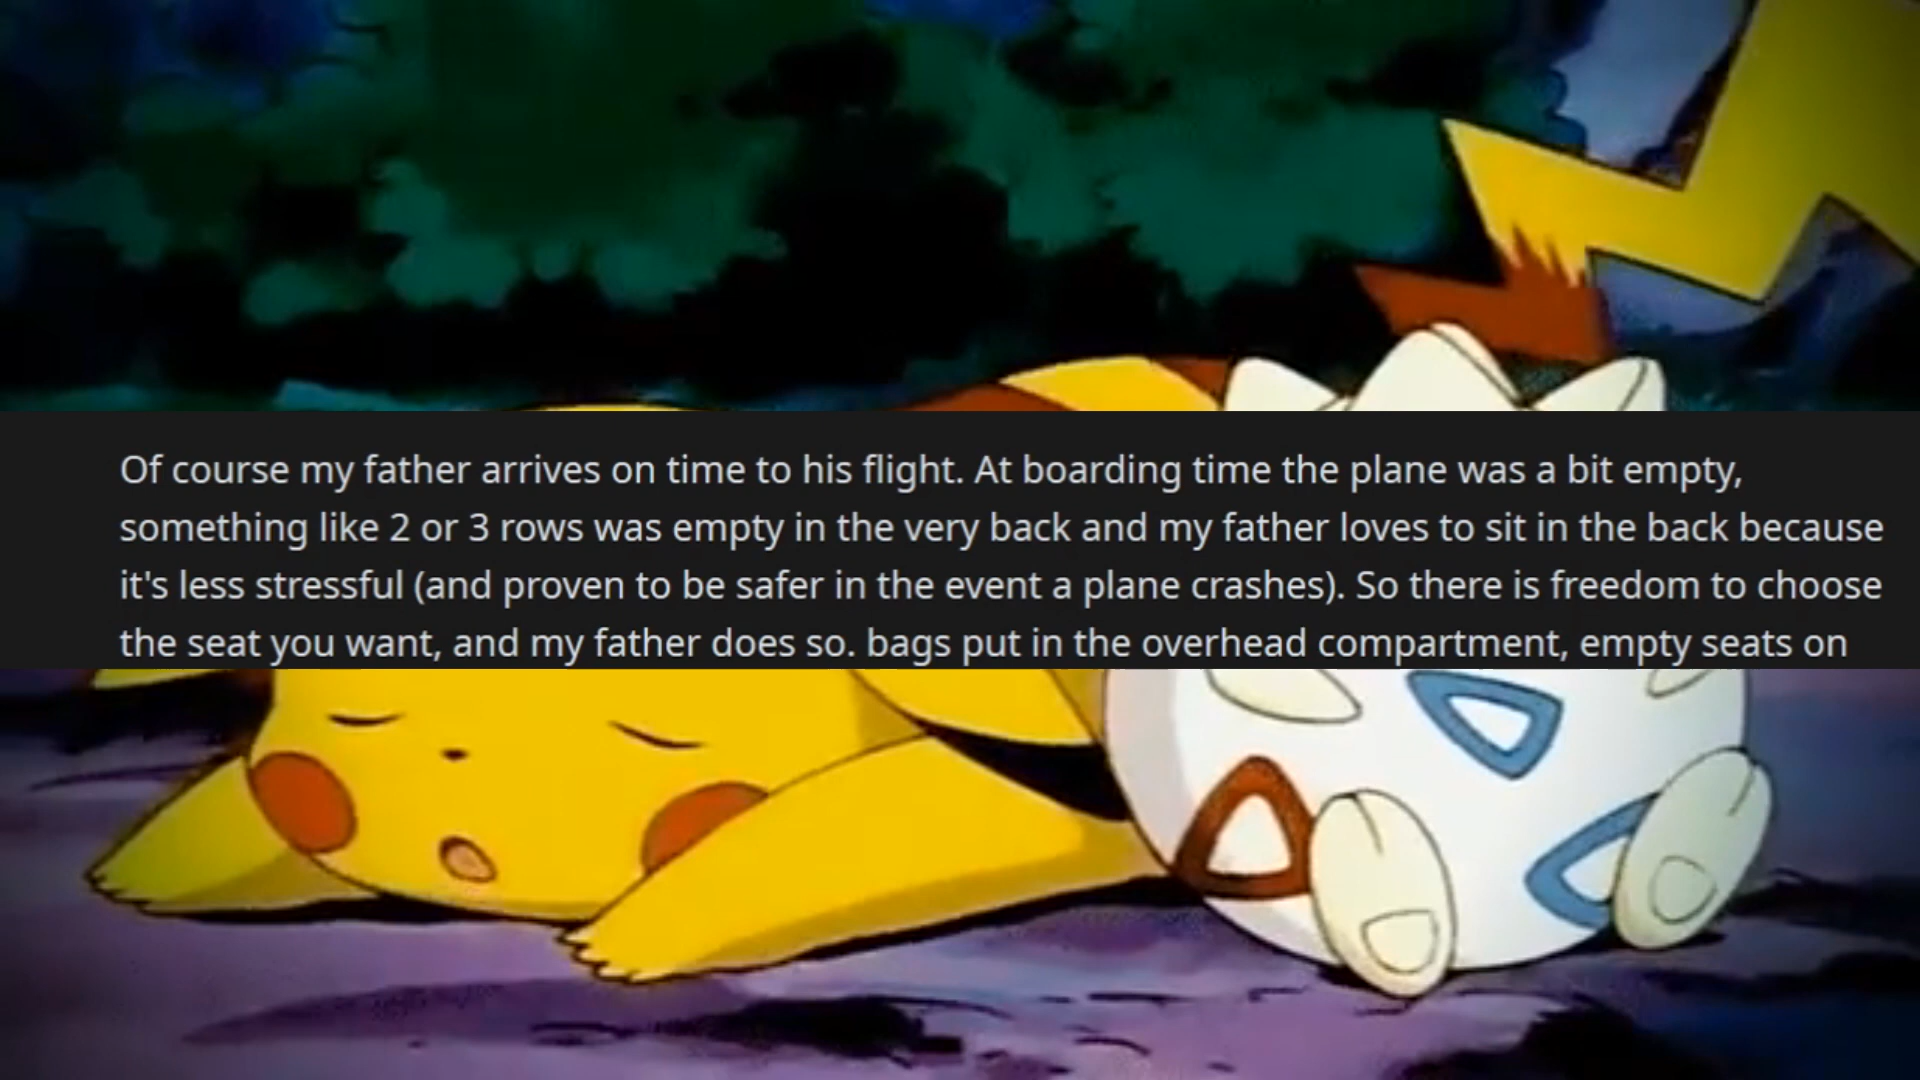 Of course my father arrives on time to his flight. At boarding time the plane was a bit empty,
something like 2 or 3 rows was empty in the very back and my father loves to sit in the back because
it's less stressful (and proven to be safer in the event a plane crashes). So there is freedom to choose
the seat you want, and my father does so. bags put in the overhead compartment, empty seats on